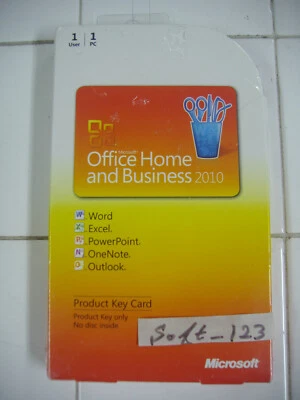 1 1
User PC
Microsoft
Office Home
and Business 2010
Word
Excel.
PowerPoint.
OneNote.
Outlook.
Product Key Card
Product Key only
No disc inside
Soft_123
Microsoft